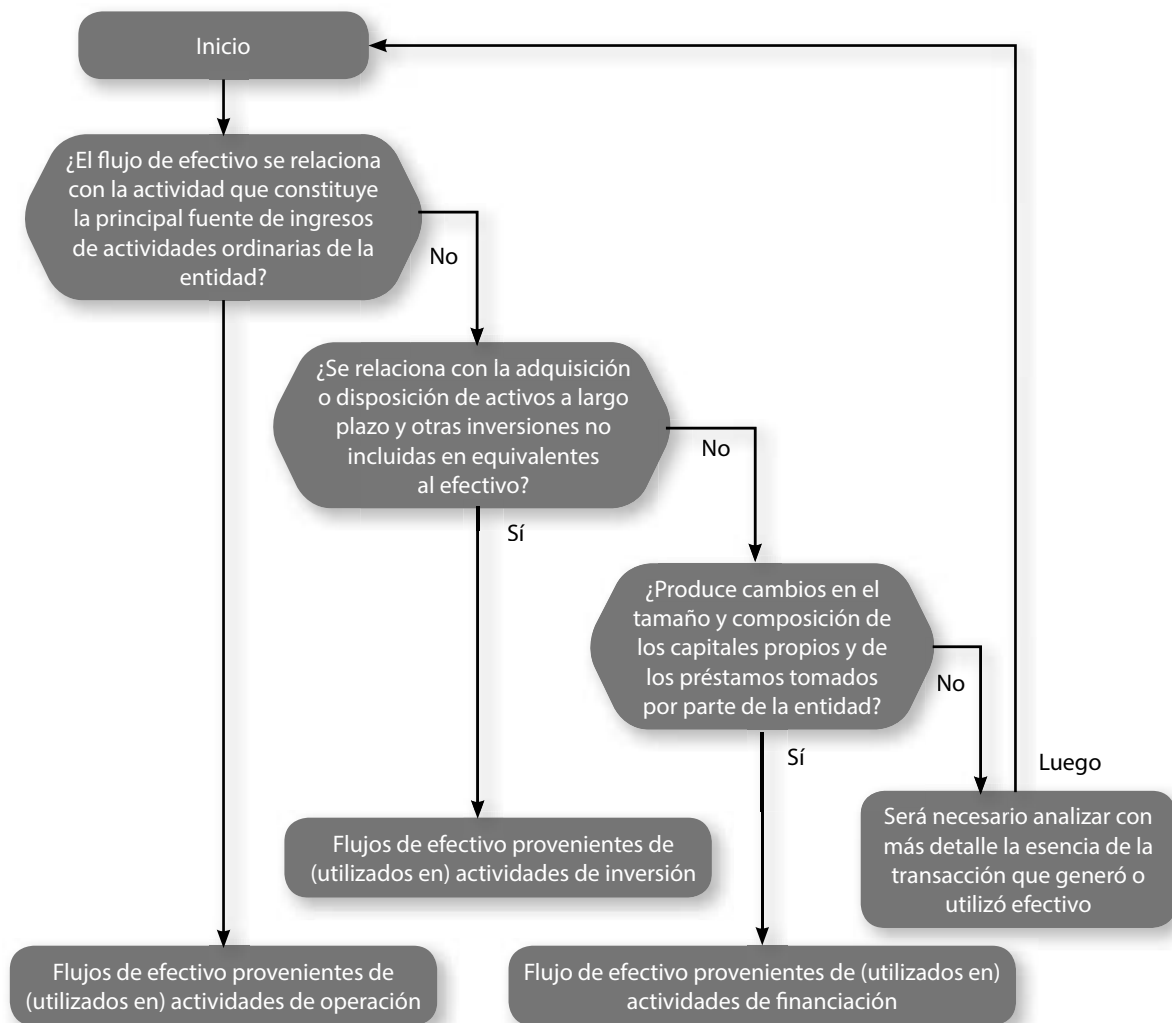 Inicio
¿El flujo de efectivo se relaciona
con la actividad que constituye
la principal fuente de ingresos
de actividades ordinarias de la
entidad?
No
¿Se relaciona con la adquisición
o disposición de activos a largo
plazo y otras inversiones no
incluidas en equivalentes
al efectivo?
No
Sí
¿Produce cambios en el
tamaño y composición de
los capitales propios y de
los préstamos tomados
por parte de la entidad?
No
Sí
Luego
Será necesario analizar con
más detalle la esencia de la
transacción que generó o
utilizó efectivo
Flujos de efectivo provenientes de
(utilizados en) actividades de inversión
Flujos de efectivo provenientes de
(utilizados en) actividades de operación
Flujo de efectivo provenientes de (utilizados en)
actividades de financiación